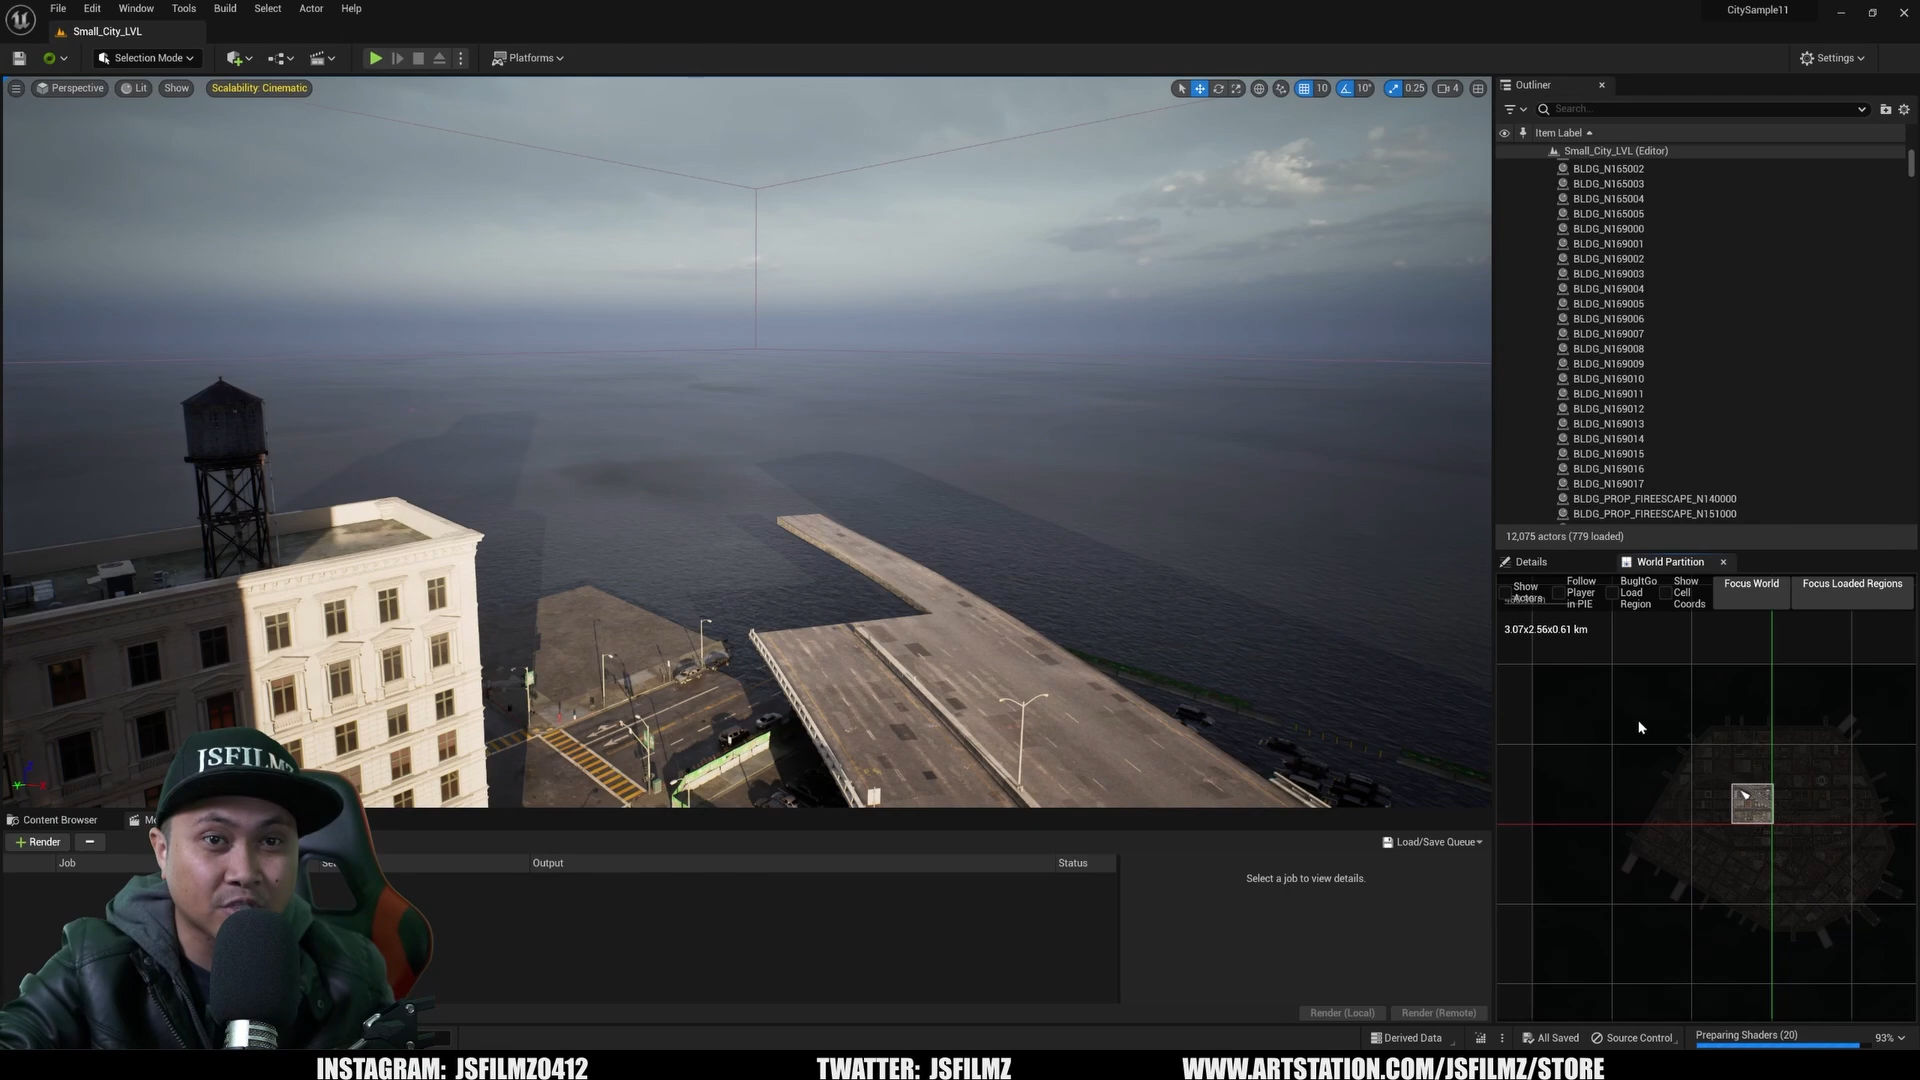 File Edit Window Tools Build Select Actor Help
CitySample11
Small_City_LVL
Selection Mode
Platforms
Settings
Perspective Lit Show Scalability: Cinematic
10 10° 0.25 4
Outliner
Search...
Item Label
Small_City_LVL (Editor)
BLDG_N165002
BLDG_N165003
BLDG_N165004
BLDG_N165005
BLDG_N169000
BLDG_N169001
BLDG_N169002
BLDG_N169003
BLDG_N169004
BLDG_N169005
BLDG_N169006
BLDG_N169007
BLDG_N169008
BLDG_N169009
BLDG_N169010
BLDG_N169011
BLDG_N169012
BLDG_N169013
BLDG_N169014
BLDG_N169015
BLDG_N169016
BLDG_N169017
BLDG_PROP_FIREESCAPE_N140000
BLDG_PROP_FIREESCAPE_N151000
12,075 actors (779 loaded)
Details World Partition
Show Actors
Follow Player in PIE
BugItGo Load Region
Show Cell Coords
Focus World
Focus Loaded Regions
3.07x2.56x0.61 km
Content Browser
Render
Load/Save Queue
Job Output Status
Select a job to view details.
JSFILMZ
Render (Local) Render (Remote)
Derived Data All Saved Source Control Preparing Shaders (20) 93%
INSTAGRAM: JSFILMZ0412 TWATTER: JSFILMZ WWW.ARTSTATION.COM/JSFILMZ/STORE